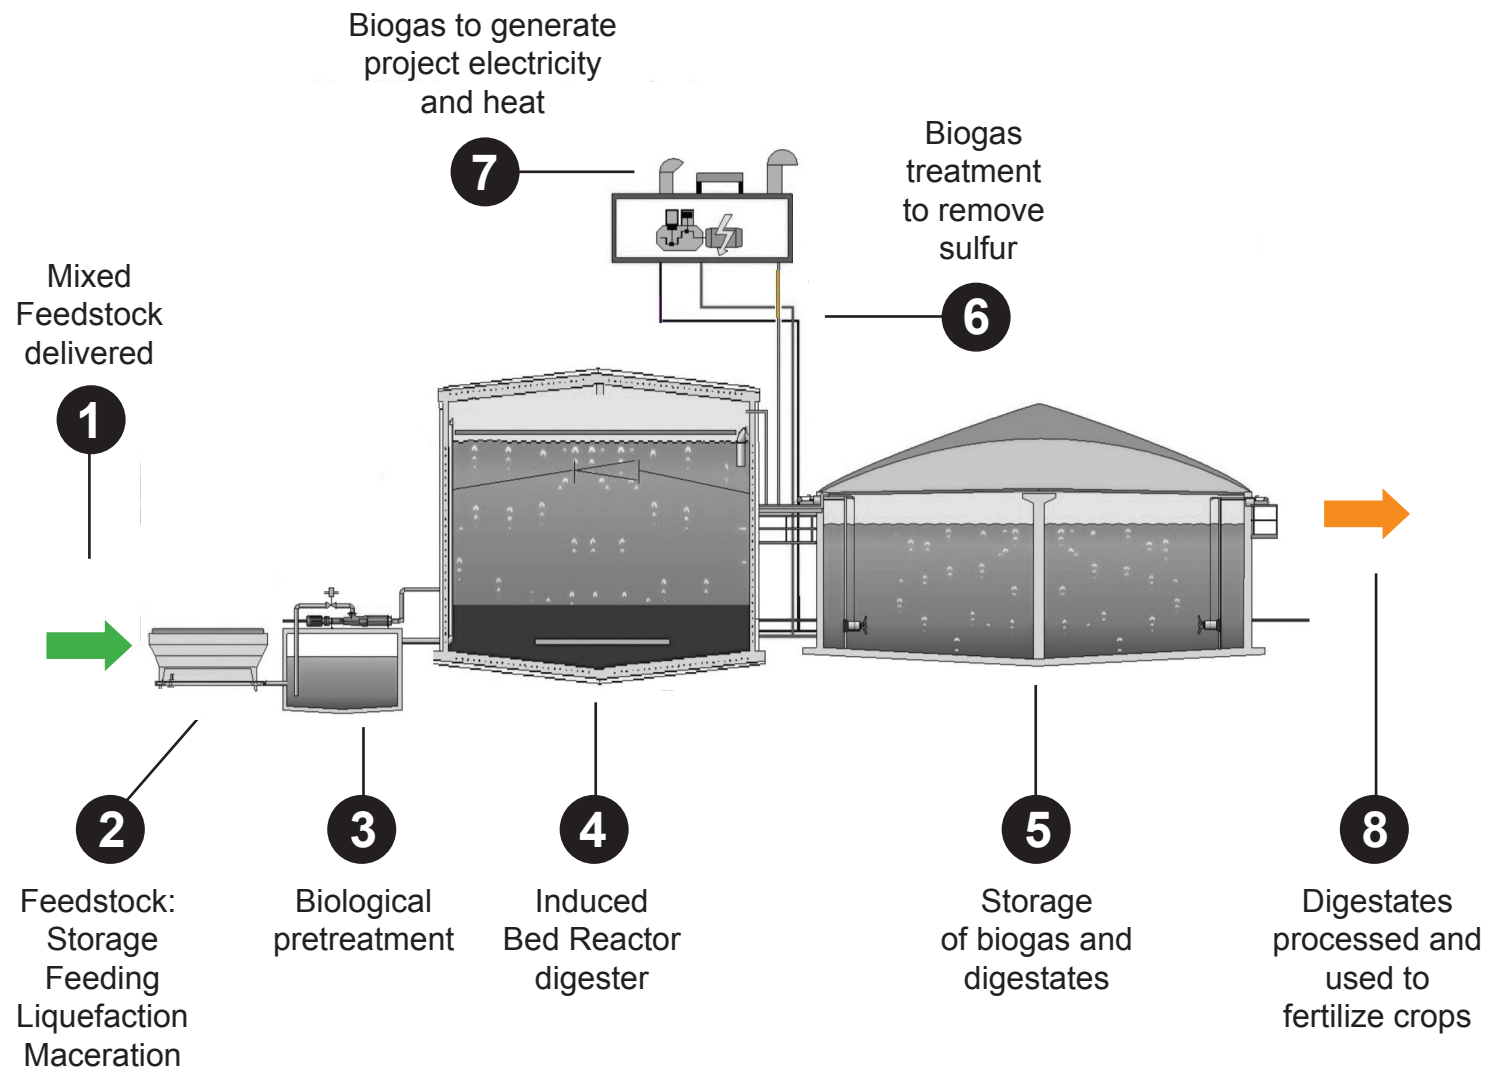 Biogas to generate
project electricity
and heat
7
Biogas
treatment
to remove
sulfur
6
Mixed
Feedstock
delivered
1
2
Feedstock:
Storage
Feeding
Liquefaction
Maceration
3
Biological
pretreatment
4
Induced
Bed Reactor
digester
5
Storage
of biogas and
digestates
8
Digestates
processed and
used to
fertilize crops